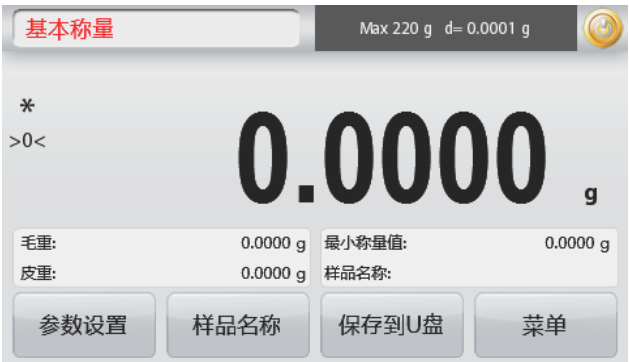 基本称量
Max 220 g d= 0.0001 g
*
>0<
0.0000 g
毛重: 0.0000 g 最小称量值: 0.0000 g
皮重: 0.0000 g 样品名称:
参数设置 样品名称 保存到U盘 菜单